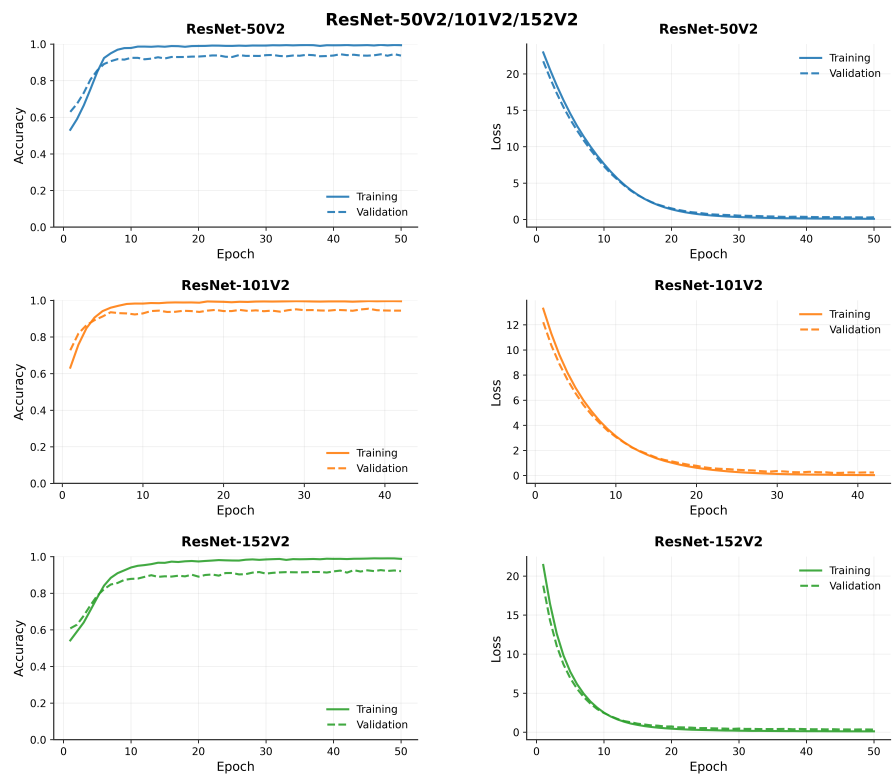 ResNet-50V2/101V2/152V2
ResNet-50V2
1.0
0.8
0.6
0.4
0.2
0.0
Accuracy
0 10 20 30 40 50
Epoch
Training
Validation
ResNet-50V2
20
15
10
5
0
Loss
0 10 20 30 40 50
Epoch
Training
Validation
ResNet-101V2
1.0
0.8
0.6
0.4
0.2
0.0
Accuracy
0 10 20 30 40
Epoch
Training
Validation
ResNet-101V2
12
10
8
6
4
2
0
Loss
0 10 20 30 40
Epoch
Training
Validation
ResNet-152V2
1.0
0.8
0.6
0.4
0.2
0.0
Accuracy
0 10 20 30 40 50
Epoch
Training
Validation
ResNet-152V2
20
15
10
5
0
Loss
0 10 20 30 40 50
Epoch
Training
Validation